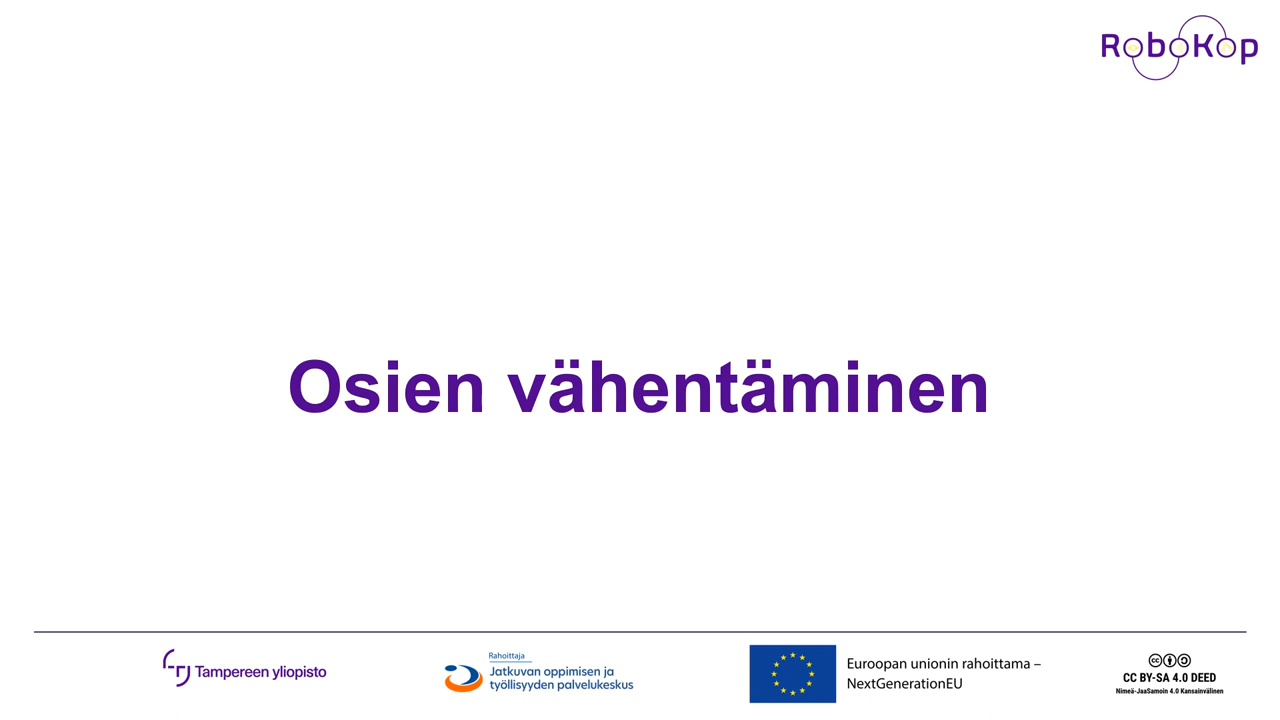 RoboKop
Osien vähentäminen
Tampereen yliopisto
Rahoittaja
Jatkuvan oppimisen ja
työllisyyden palvelukeskus
Euroopan unionin rahoittama –
NextGenerationEU
CC BY-SA 4.0 DEED
Nimeä-JaaSamoin 4.0 Kansainvälinen